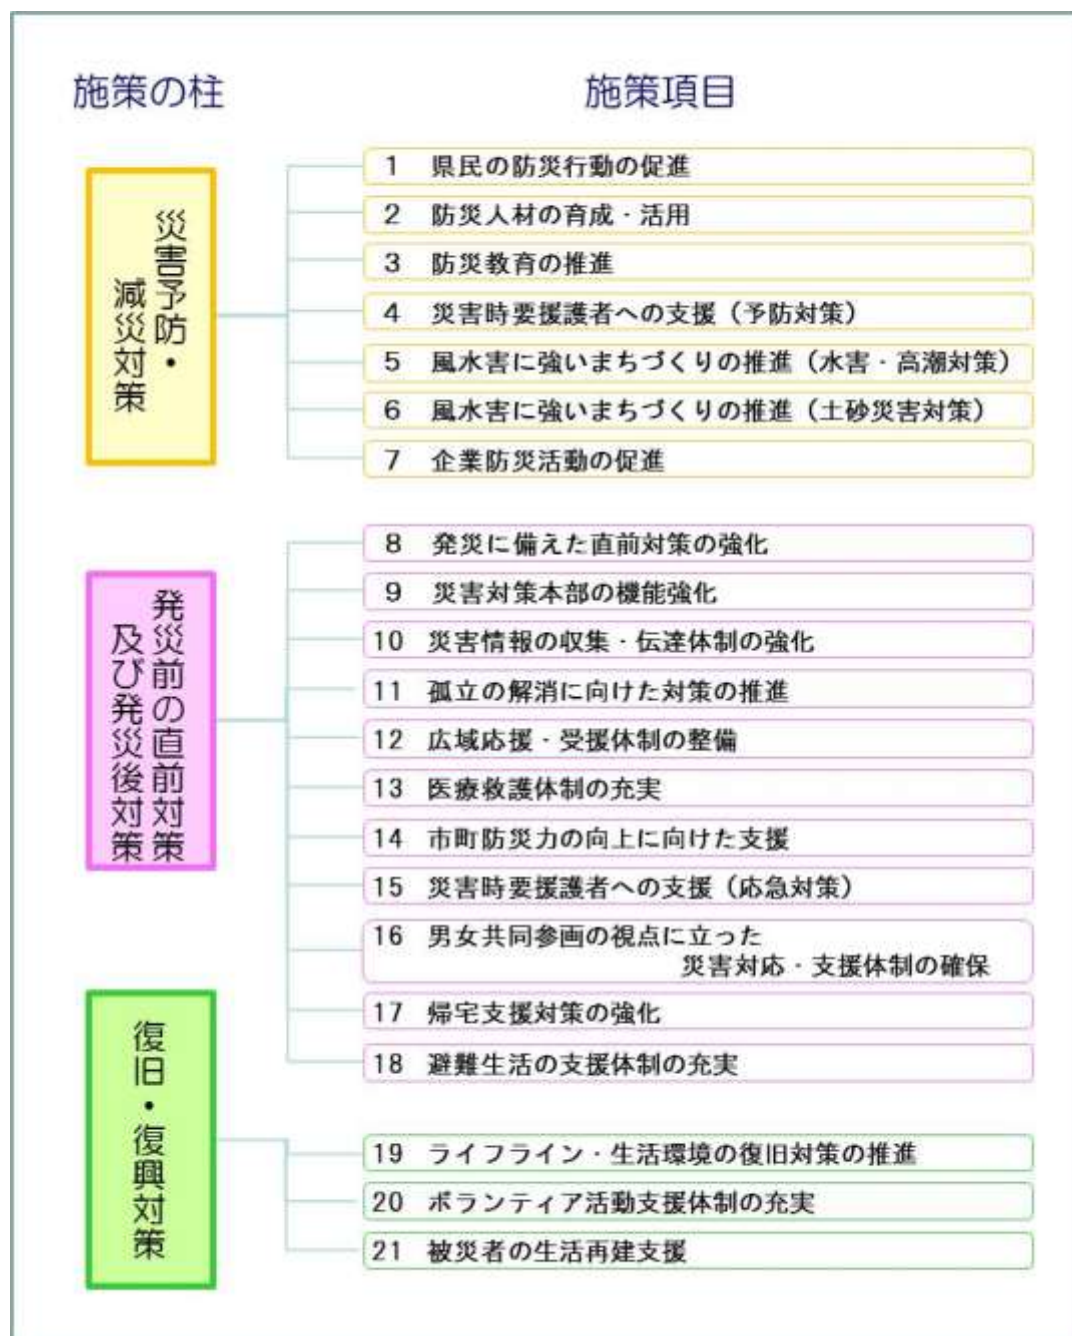 施策の柱
施策項目
災害予防・
減災対策
1 県民の防災行動の促進
2 防災人材の育成・活用
3 防災教育の推進
4 災害時要援護者への支援（予防対策）
5 風水害に強いまちづくりの推進（水害・高潮対策）
6 風水害に強いまちづくりの推進（土砂災害対策）
7 企業防災活動の促進
発災前の直前対策
及び発災後対策
8 発災に備えた直前対策の強化
9 災害対策本部の機能強化
10 災害情報の収集・伝達体制の強化
11 孤立の解消に向けた対策の推進
12 広域応援・受援体制の整備
13 医療救護体制の充実
14 市町防災力の向上に向けた支援
15 災害時要援護者への支援（応急対策）
16 男女共同参画の視点に立った
災害対応・支援体制の確保
17 帰宅支援対策の強化
18 避難生活の支援体制の充実
復旧・復興対策
19 ライフライン・生活環境の復旧対策の推進
20 ボランティア活動支援体制の充実
21 被災者の生活再建支援